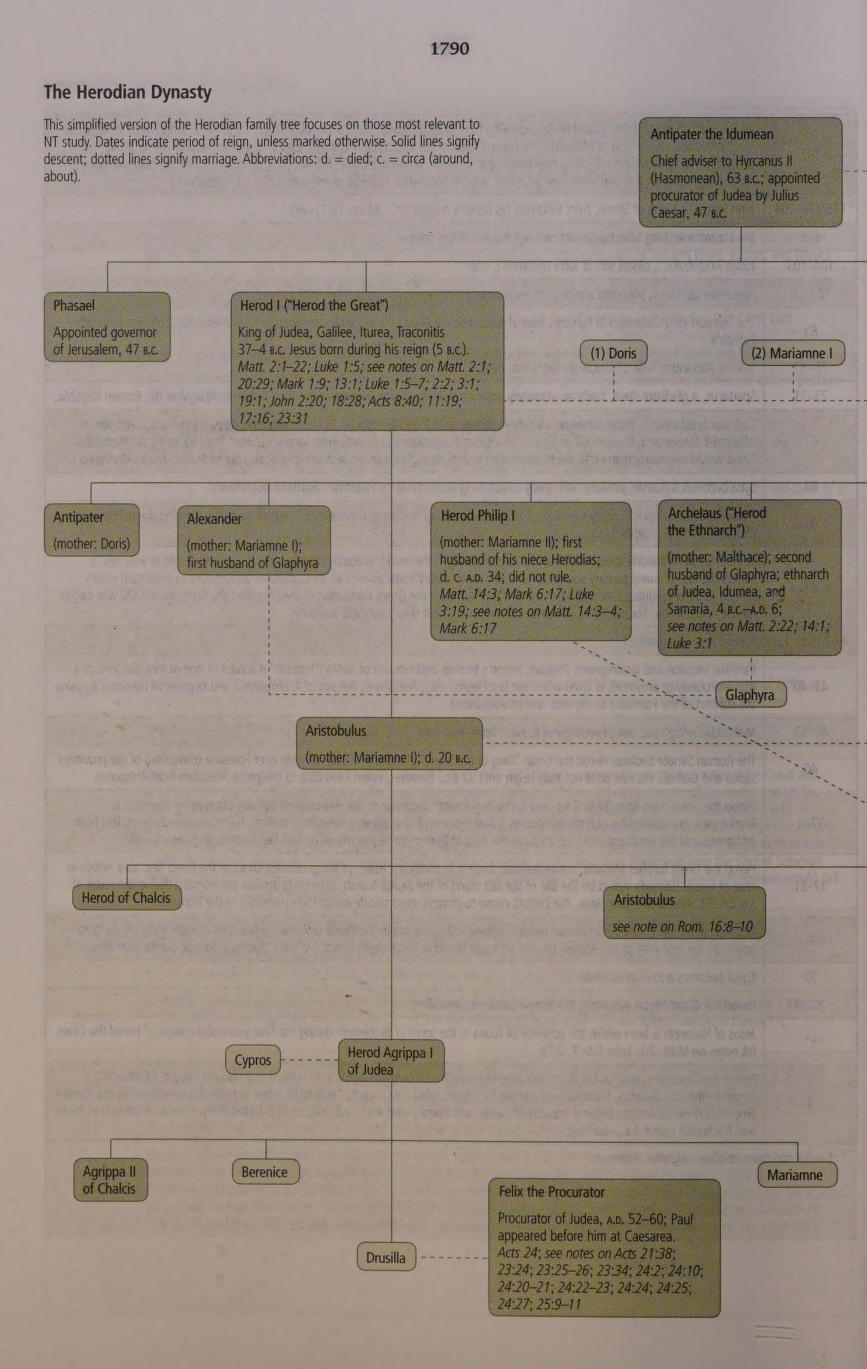 1790
The Herodian Dynasty
This simplified version of the Herodian family tree focuses on those most relevant to
NT study. Dates indicate period of reign, unless marked otherwise. Solid lines signify
descent; dotted lines signify marriage. Abbreviations: d. = died; c. = circa (around,
about).
Antipater the Idumean
Chief adviser to Hyrcanus II
(Hasmonean), 63 B.C.; appointed
procurator of Judea by Julius
Caesar, 47 B.C.
Phasael
Appointed governor
of Jerusalem, 47 B.C.
Herod I ("Herod the Great")
King of Judea, Galilee, Iturea, Traconitis
37–4 B.C. Jesus born during his reign (5 B.C.).
Matt. 2:1–22; Luke 1:5; see notes on Matt. 2:1;
20:29; Mark 1:9; 13:1; Luke 1:5–7; 2:2; 3:1;
19:1; John 2:20; 18:28; Acts 8:40; 11:19;
17:16; 23:31
(1) Doris
(2) Mariamne I
Antipater
(mother: Doris)
Alexander
(mother: Mariamne I);
first husband of Glaphyra
Herod Philip I
(mother: Mariamne II); first
husband of his niece Herodias;
d. c. A.D. 34; did not rule.
Matt. 14:3; Mark 6:17; Luke
3:19; see notes on Matt. 14:3–4;
Mark 6:17
Archelaus ("Herod
the Ethnarch")
(mother: Malthace); second
husband of Glaphyra; ethnarch
of Judea, Idumea, and
Samaria, 4 B.C.–A.D. 6;
see notes on Matt. 2:22; 14:1;
Luke 3:1
Glaphyra
Aristobulus
(mother: Mariamne I); d. 20 B.C.
Herod of Chalcis
Aristobulus
see note on Rom. 16:8–10
Cypros
Herod Agrippa I
of Judea
Agrippa II
of Chalcis
Berenice
Mariamne
Drusilla
Felix the Procurator
Procurator of Judea, A.D. 52–60; Paul
appeared before him at Caesarea.
Acts 24; see notes on Acts 21:38;
23:24; 23:25–26; 23:34; 24:2; 24:10;
24:20–21; 24:22–23; 24:24; 24:25;
24:27; 25:9–11